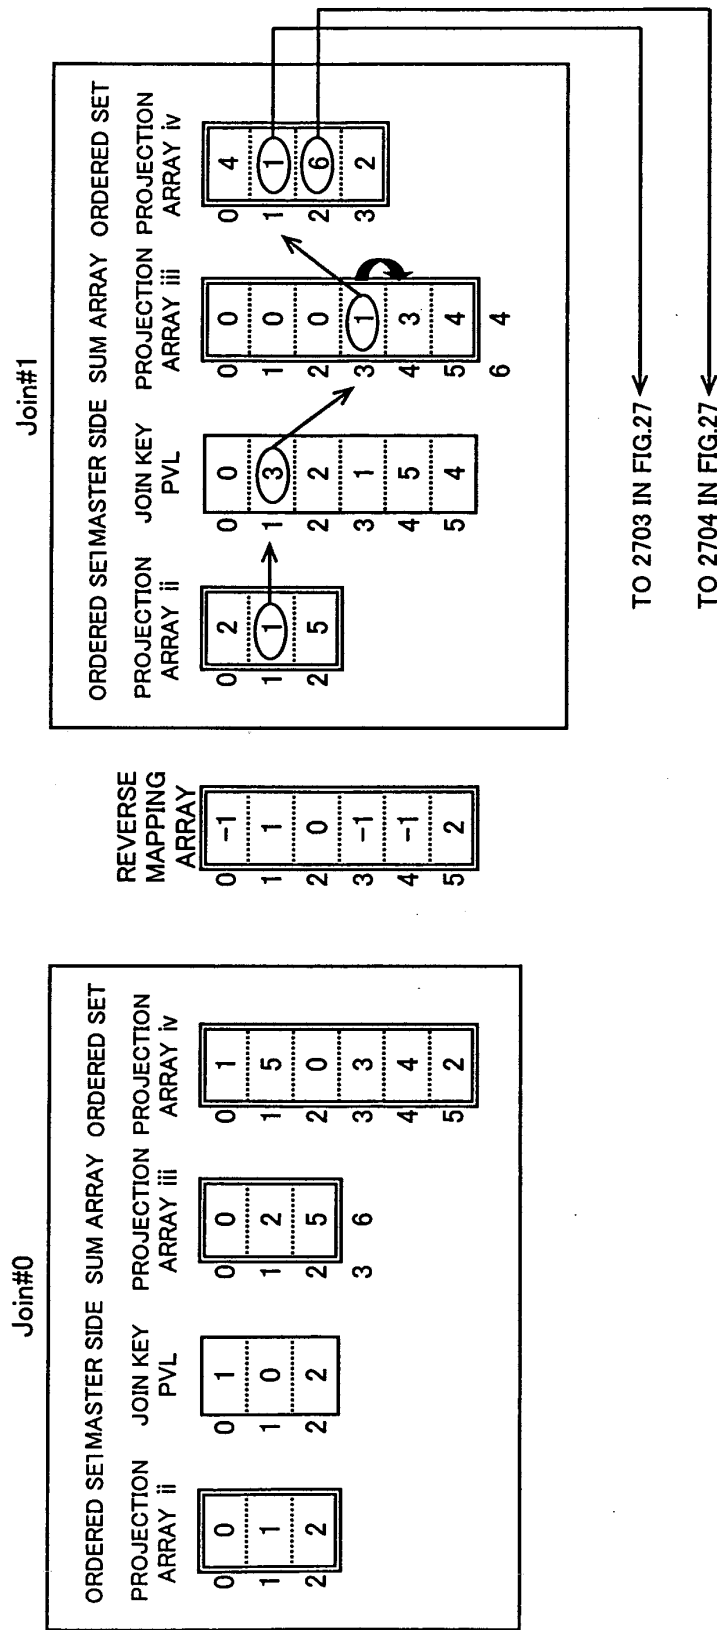 Join#0
ORDERED SET MASTER SIDE SUM ARRAY ORDERED SET
PROJECTION JOIN KEY PROJECTION PROJECTION
ARRAY ii PVL ARRAY iii ARRAY iv
0 0 0 1 0 0 0 1
1 1 1 0 1 2 1 5
2 2 2 2 2 5 2 0
3 6 3 3
4 4
5 2
REVERSE
MAPPING
ARRAY
0 -1
1 1
2 0
3 -1
4 -1
5 2
Join#1
ORDERED SET MASTER SIDE SUM ARRAY ORDERED SET
PROJECTION JOIN KEY PROJECTION PROJECTION
ARRAY ii PVL ARRAY iii ARRAY iv
0 2 0 0 0 0 0 4
1 1 1 3 1 0 1 1
2 5 2 2 2 0 2 6
3 1 3 1 3 2
4 5 4 3
5 4 5 4
6 4
TO 2703 IN FIG.27
TO 2704 IN FIG.27